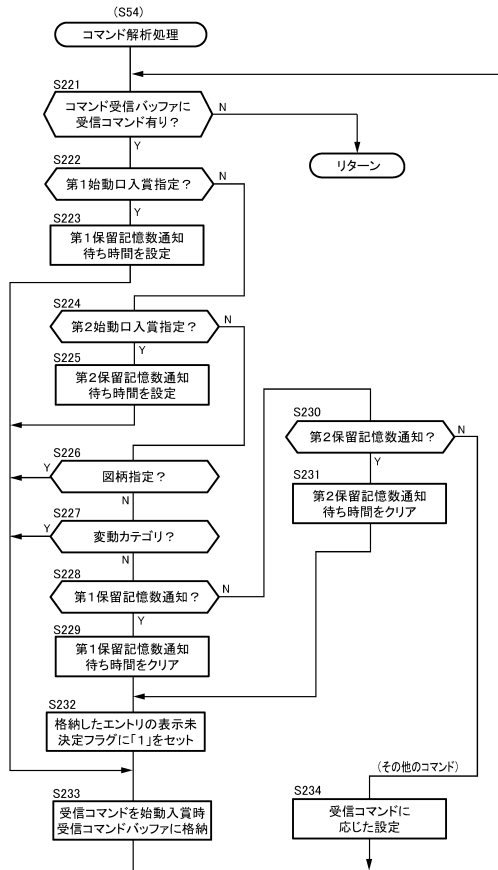 (S54)
コマンド解析処理
S221
コマンド受信バッファに
受信コマンド有り?
N
Y
リターン
S222
第1始動口入賞指定?
N
Y
S223
第1保留記憶数通知
待ち時間を設定
S224
第2始動口入賞指定?
N
Y
S225
第2保留記憶数通知
待ち時間を設定
S226
Y
図柄指定?
N
S227
Y
変動カテゴリ?
N
S228
第1保留記憶数通知?
N
Y
S229
第1保留記憶数通知
待ち時間をクリア
S230
第2保留記憶数通知?
N
Y
S231
第2保留記憶数通知
待ち時間をクリア
S232
格納したエントリの表示未
決定フラグに「1」をセット
S233
受信コマンドを始動入賞時
受信コマンドバッファに格納
(その他のコマンド)
S234
受信コマンドに
応じた設定